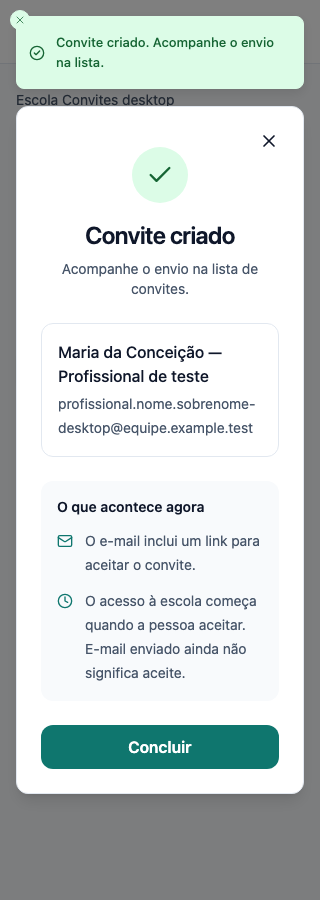 Convite criado. Acompanhe o envio
na lista.
Escola Convites desktop
Convite criado
Acompanhe o envio na lista de
convites.
Maria da Conceição —
Profissional de teste
profissional.nome.sobrenome-
desktop@equipe.example.test
O que acontece agora
O e-mail inclui um link para
aceitar o convite.
O acesso à escola começa
quando a pessoa aceitar.
E-mail enviado ainda não
significa aceite.
Concluir